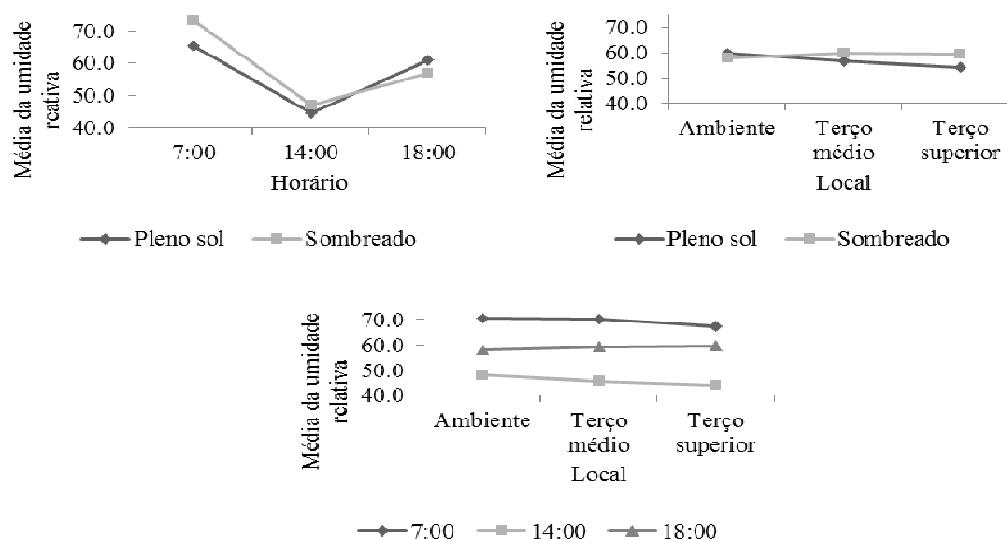 Média da umidade
rcativa
70.0
60.0
50.0
40.0
7:00
14:00
18:00
Horário
Pleno sol
Sombreado
Média da umidade
relativa
70.0
60.0
50.0
40.0
Ambiente
Terço
médio
Terço
superior
Local
Pleno sol
Sombreado
Média da umidade
relativa
70.0
60.0
50.0
40.0
Ambiente
Terço
médio
Terço
superior
Local
7:00
14:00
18:00